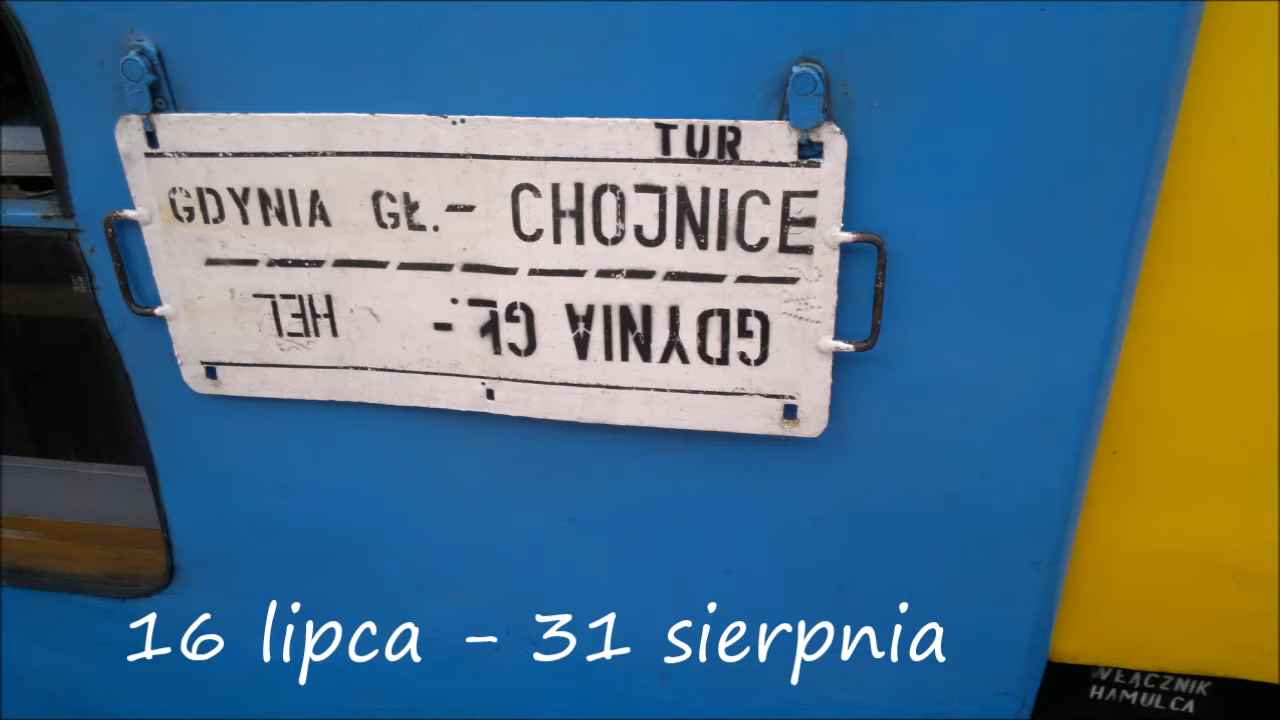 TUR
GDYNIA GŁ.- CHOJNICE
GDYNIA GŁ.- HEL
16 lipca - 31 sierpnia
WŁĄCZNIK
HAMULCA